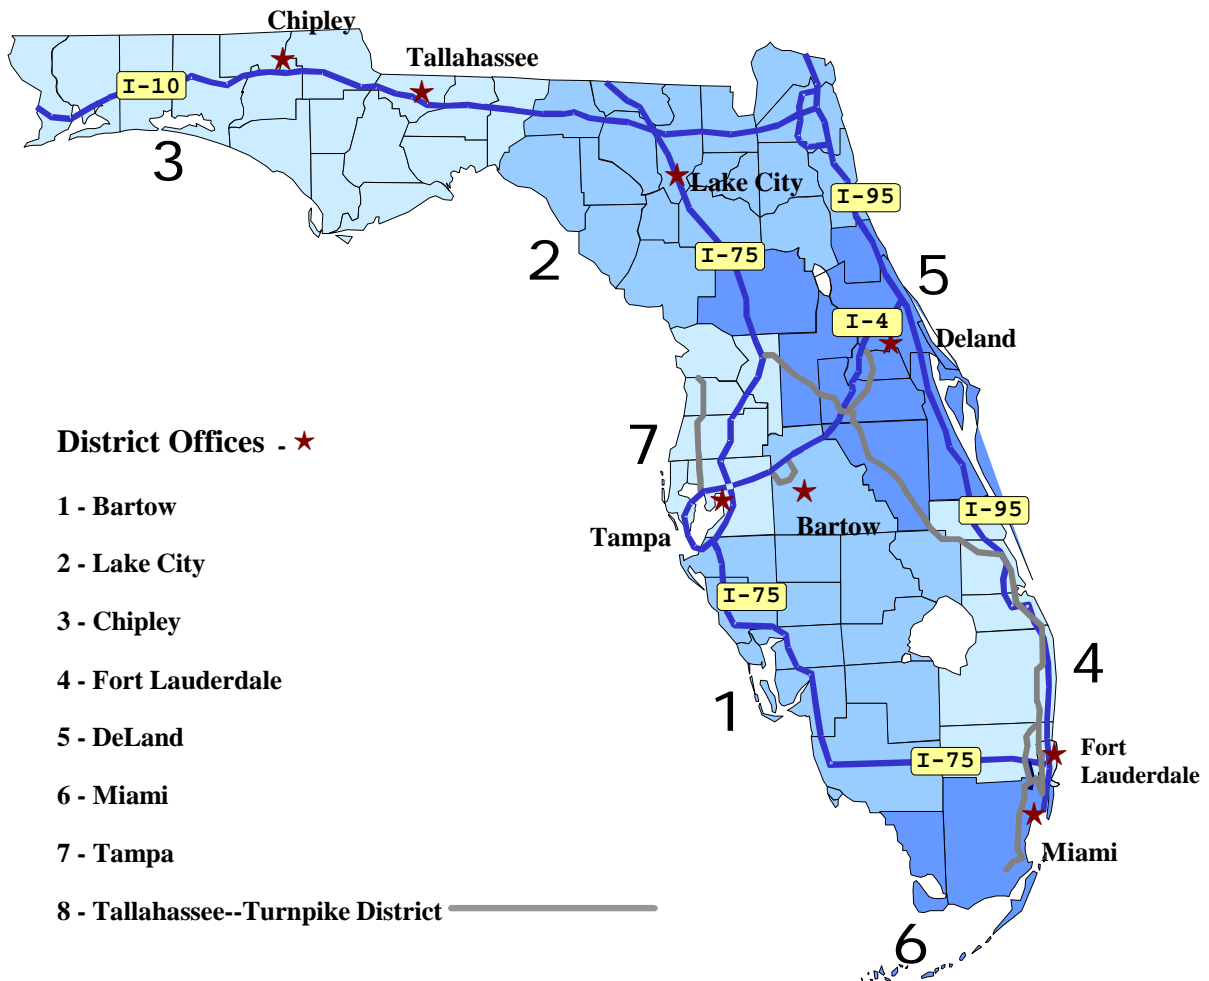 Chipley
Tallahassee
I-10
3
Lake City
I-95
2
I-75
5
I-4
Deland
7
District Offices -
1 - Bartow
I-95
Tampa
Bartow
2 - Lake City
I-75
3 - Chipley
4
4 - Fort Lauderdale
1
5 - DeLand
I-75
Fort
Lauderdale
6 - Miami
7 - Tampa
Miami
8 - Tallahassee--Turnpike District
6